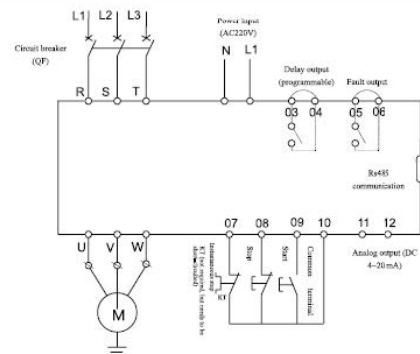 L1 L2 L3
Circuit breaker
(QF)
Power input
(AC220V)
N L1
Delay output
(programmable)
Fault output
R S T
03 04 05 06
Rs485
communication
U V W
07 08 09 10 11 12
Analog output (DC
4~20mA)
Instantaneous stop
KT (not required, but needs to be
Stop
Start
Common terminal
KT
M